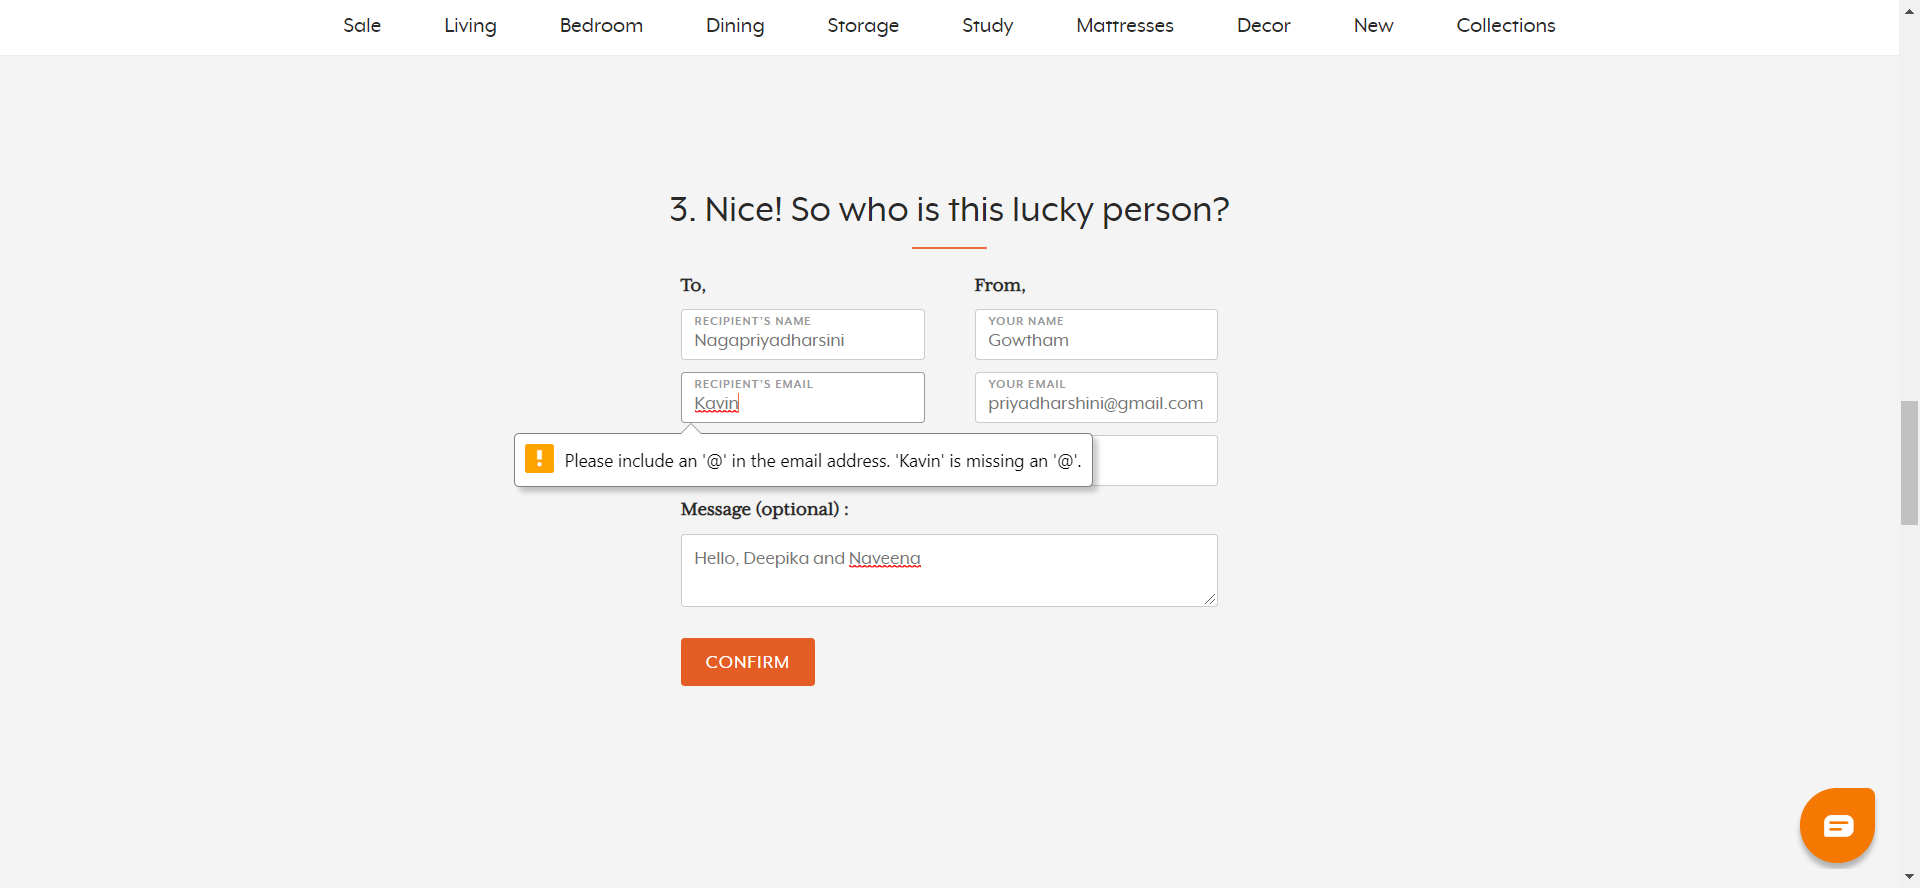 Sale Living Bedroom Dining Storage Study Mattresses Decor New Collections
3. Nice! So who is this lucky person?
To,
From,
RECIPIENT'S NAME
Nagapriyadharsini
YOUR NAME
Gowtham
RECIPIENT'S EMAIL
Kavin
YOUR EMAIL
priyadharshini@gmail.com
Please include an '@' in the email address. 'Kavin' is missing an '@'.
Message (optional) :
Hello, Deepika and Naveena
CONFIRM